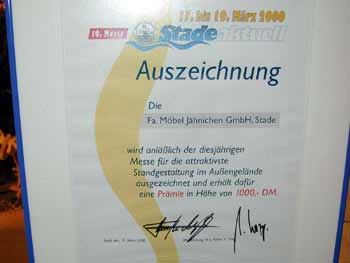 17. bis 19. März 2000
10. Messe Stade aktuell
Auszeichnung
Die
Fa. Möbel Jähnichen GmbH, Stade
wird anläßlich der diesjährigen
Messe für die attraktivste
Standgestaltung im Außengelände
ausgezeichnet und erhält dafür
eine Prämie in Höhe von 1000,- DM.